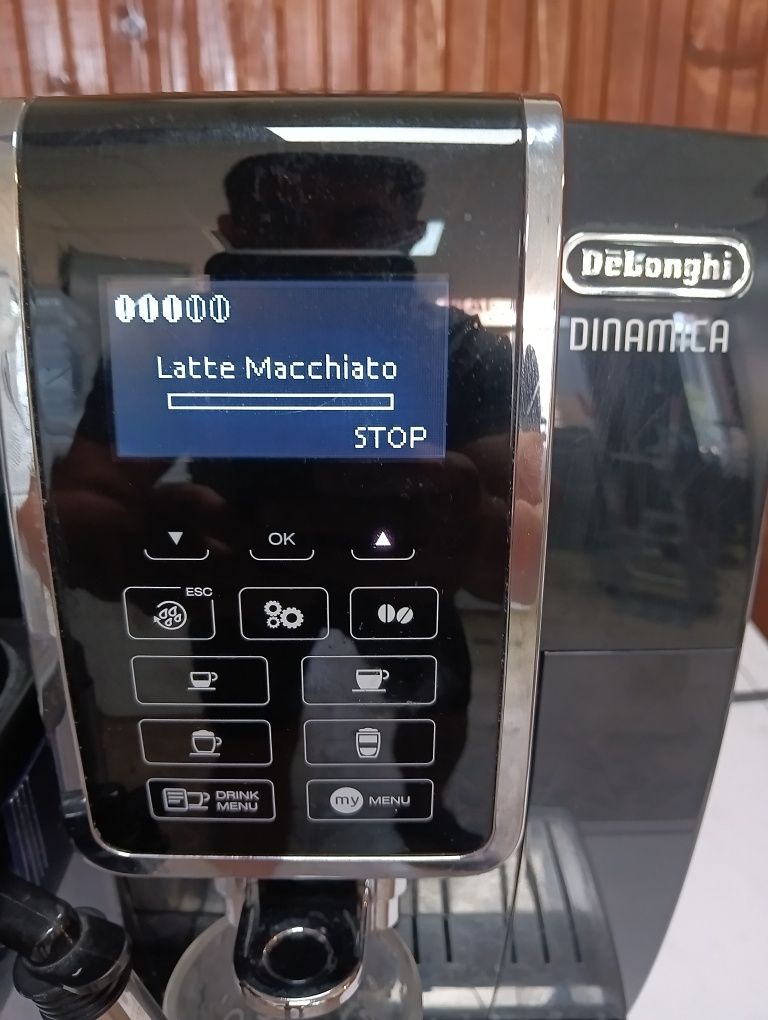 DeLonghi
DINAMICA
Latte Macchiato
STOP
OK
ESC
DRINK
MENU
my MENU